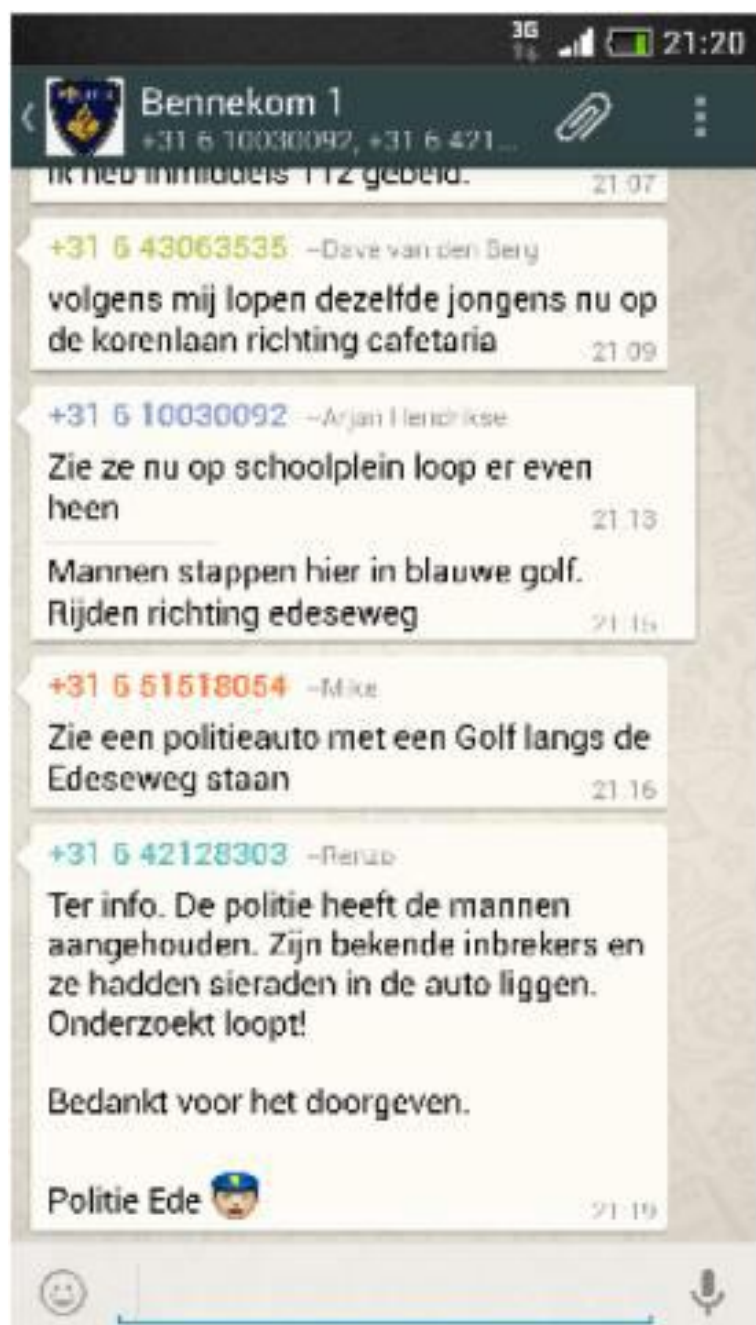 3G 21:20
Bennekom 1
+31 6 10030092, +31 6 421...
Ik heb inmiddels 112 gebeld.
21:07
+31 6 43063535 ~Dave van den Berg
volgens mij lopen dezelfde jongens nu op
de korenlaan richting cafetaria 21:09
+31 6 10030092 ~Arjan Hendrikse
Zie ze nu op schoolplein loop er even
heen 21:13
Mannen stappen hier in blauwe golf.
Rijden richting edeseweg 21:15
+31 6 51518054 ~Mike
Zie een politieauto met een Golf langs de
Edeseweg staan 21:16
+31 6 42128303 ~Renzo
Ter info. De politie heeft de mannen
aangehouden. Zijn bekende inbrekers en
ze hadden sieraden in de auto liggen.
Onderzoekt loopt!
Bedankt voor het doorgeven.
Politie Ede 21:19